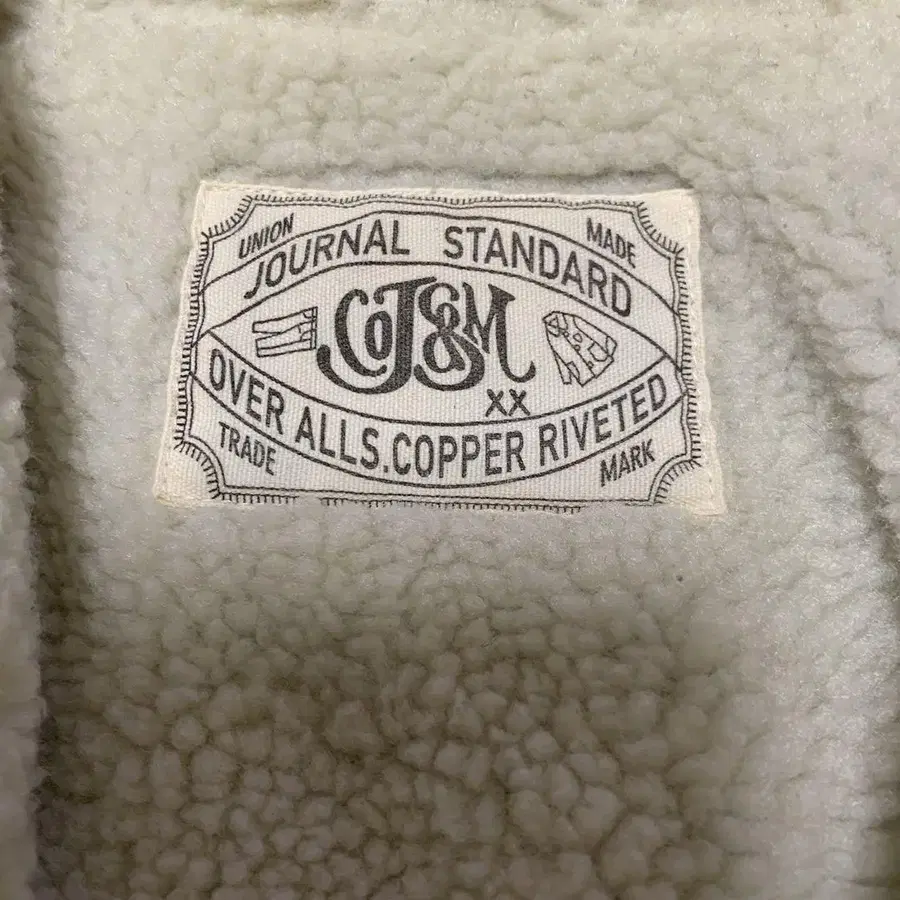 UNION MADE
JOURNAL STANDARD
CoJ&M
XX
OVER ALLS.COPPER RIVETED
TRADE MARK